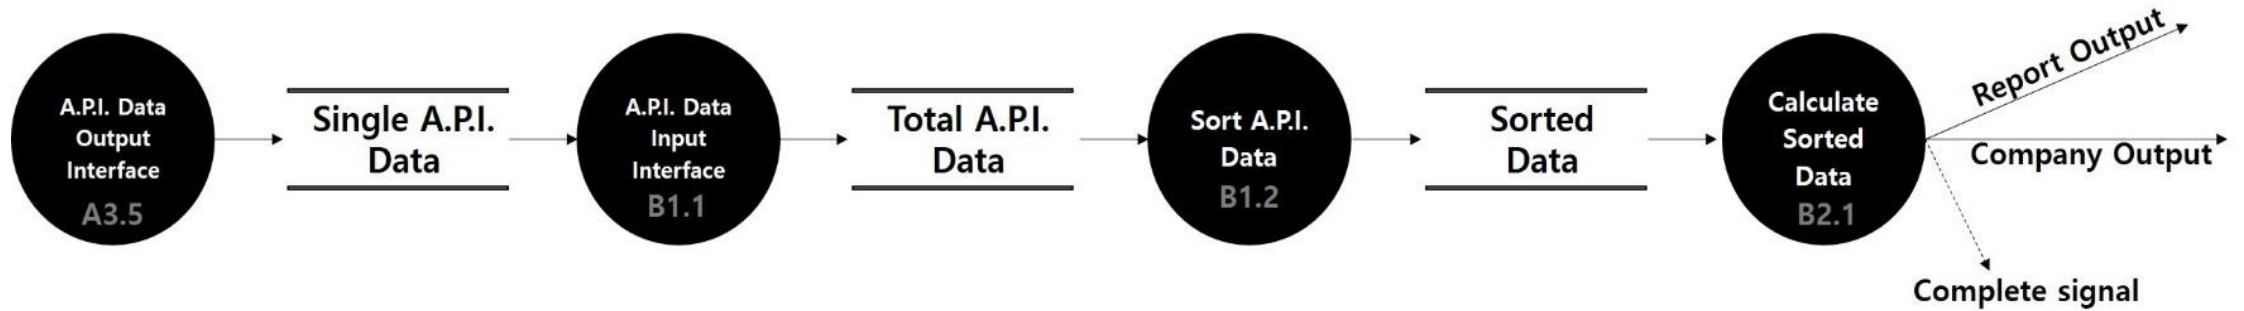 A.P.I. Data
Output
Interface
A3.5
Single A.P.I.
Data
A.P.I. Data
Input
Interface
B1.1
Total A.P.I.
Data
Sort A.P.I.
Data
B1.2
Sorted
Data
Calculate
Sorted
Data
B2.1
Report Output
Company Output
Complete signal